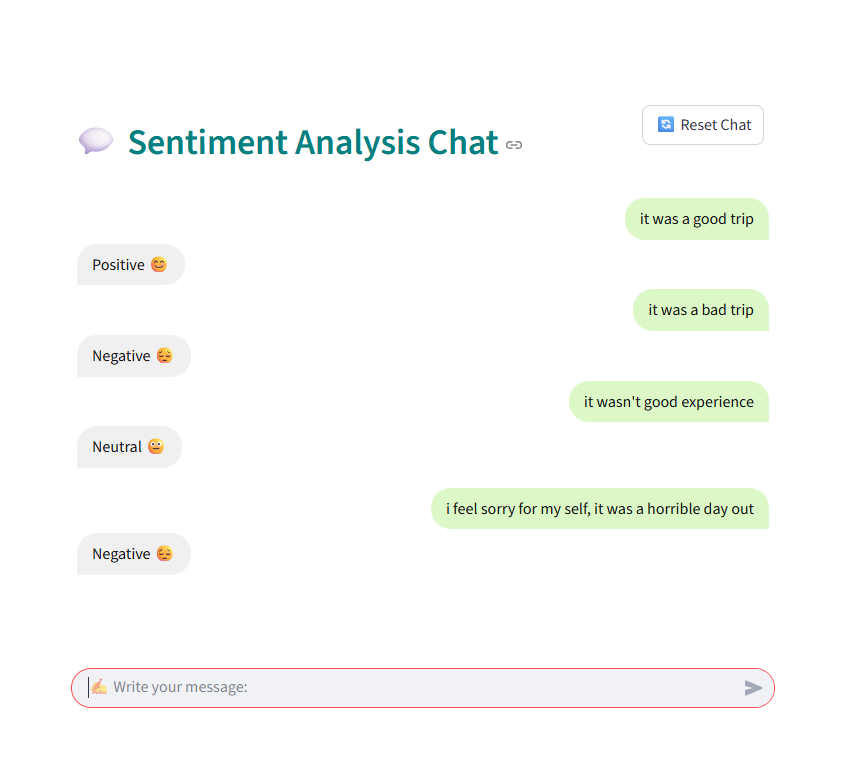 💬 Sentiment Analysis Chat
🔄 Reset Chat
it was a good trip
Positive 😊
it was a bad trip
Negative 😔
it wasn't good experience
Neutral 😐
i feel sorry for my self, it was a horrible day out
Negative 😔
✍️ Write your message: